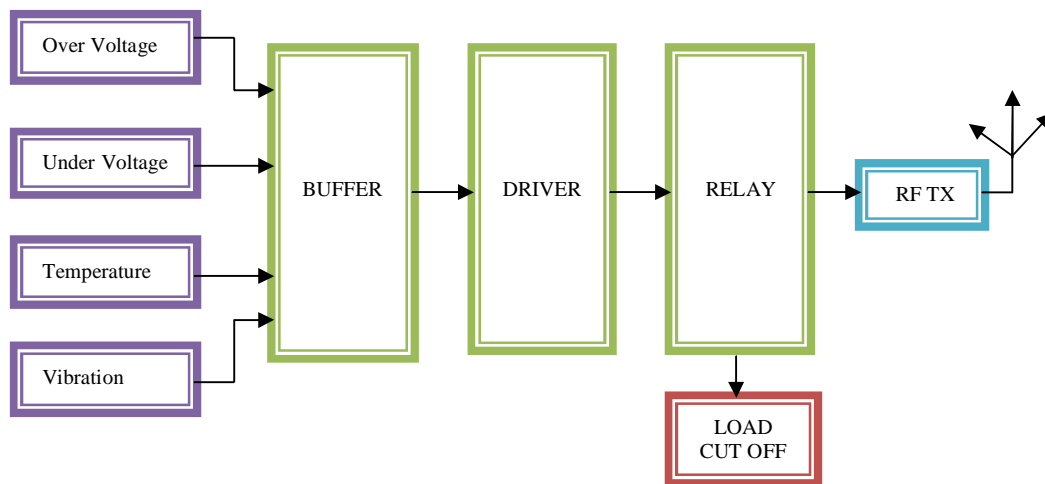 Over Voltage
Under Voltage
Temperature
Vibration
BUFFER
DRIVER
RELAY
RF TX
LOAD
CUT OFF